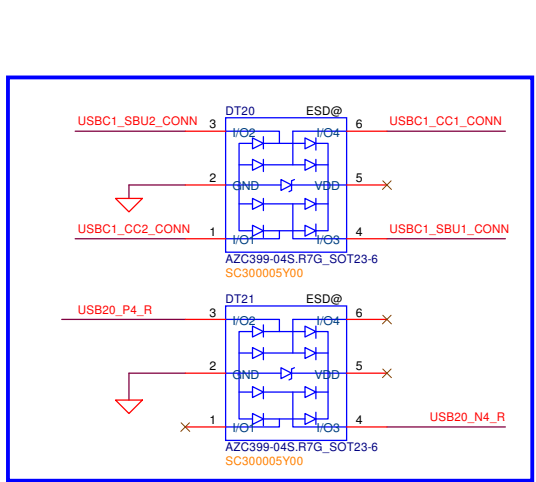 DT20 ESD@
USBC1_SBU2_CONN 3 I/O2 I/O4 6 USBC1_CC1_CONN
2 GND VDD 5
USBC1_CC2_CONN 1 I/O1 I/O3 4 USBC1_SBU1_CONN
AZC399-04S.R7G_SOT23-6
SC300005Y00
DT21 ESD@
USB20_P4_R 3 I/O2 I/O4 6
2 GND VDD 5
1 I/O1 I/O3 4 USB20_N4_R
AZC399-04S.R7G_SOT23-6
SC300005Y00